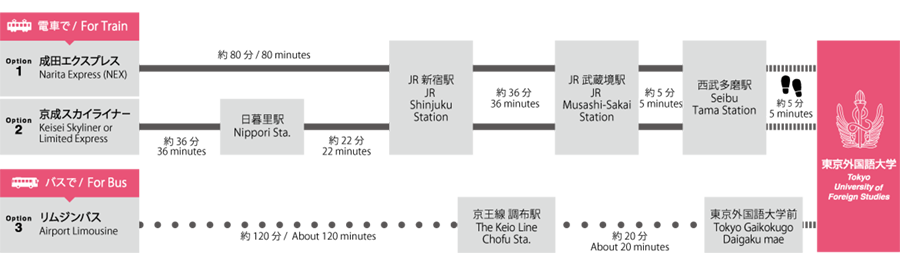 電車で / For Train
Option
1
成田エクスプレス
Narita Express (NEX)
約 80 分 / 80 minutes
JR 新宿駅
JR
Shinjuku
Station
約 36 分
36 minutes
JR 武蔵境駅
JR
Musashi-Sakai
Station
約 5 分
5 minutes
西武多磨駅
Seibu
Tama Station
約 5 分
5 minutes
Option
2
京成スカイライナー
Keisei Skyliner or
Limited Express
約 36 分
36 minutes
日暮里駅
Nippori Sta.
約 22 分
22 minutes
東京外国語大学
Tokyo
University of
Foreign Studies
バスで / For Bus
Option
3
リムジンバス
Airport Limousine
約 120 分 / About 120 minutes
京王線 調布駅
The Keio Line
Chofu Sta.
約 20 分
About 20 minutes
東京外国語大学前
Tokyo Gaikokugo
Daigaku mae